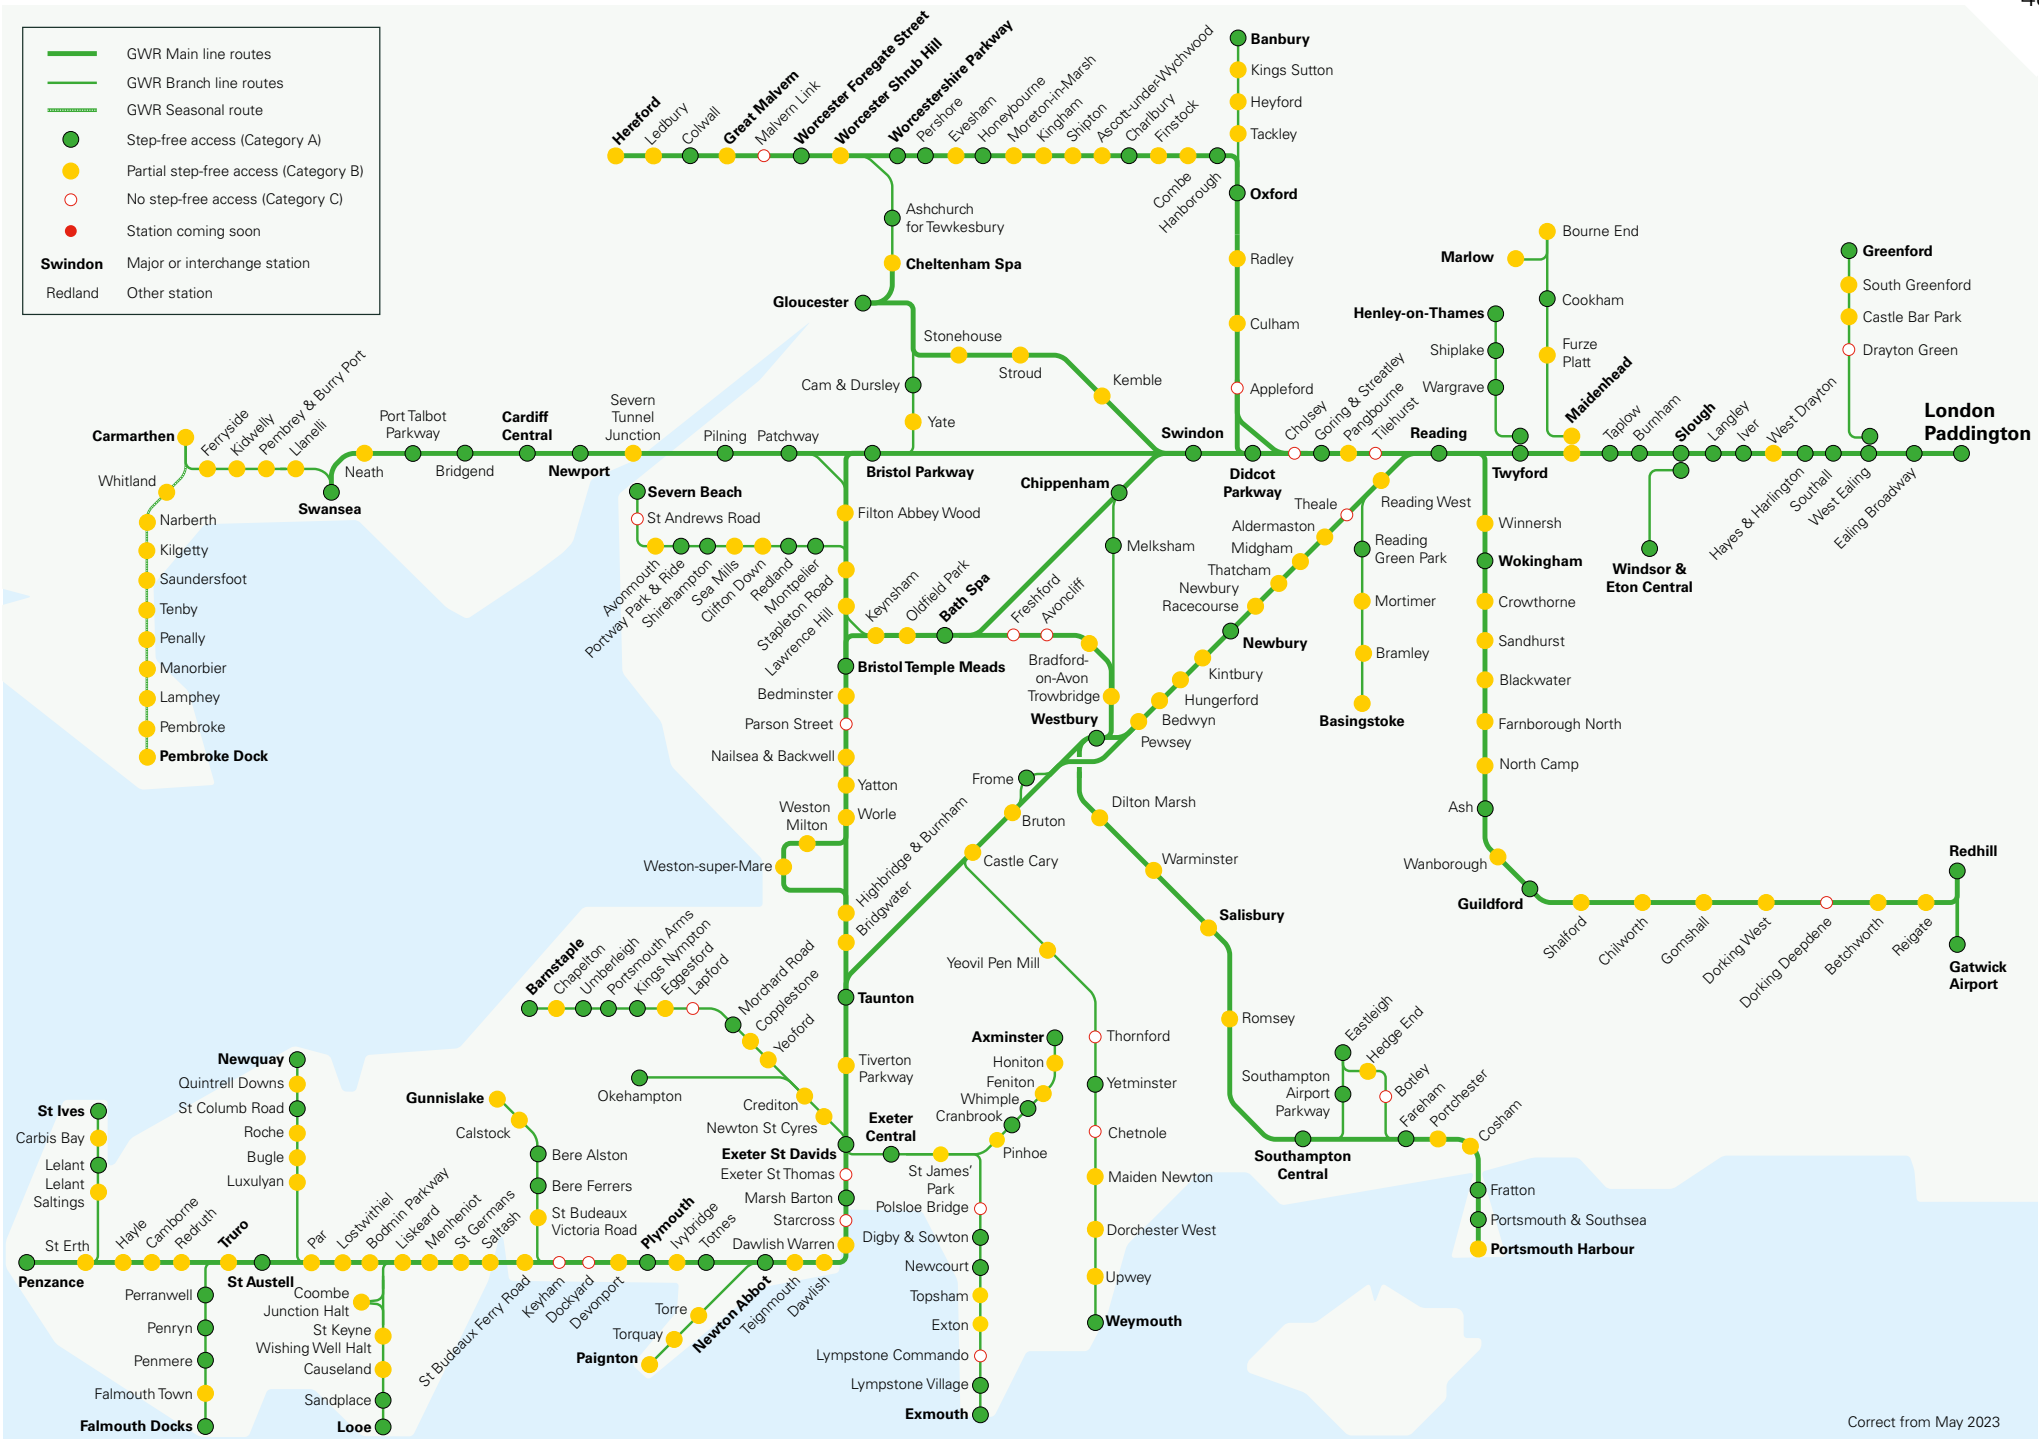 GWR Main line routes
GWR Branch line routes
GWR Seasonal route
Step-free access (Category A)
Partial step-free access (Category B)
No step-free access (Category C)
Station coming soon
Swindon Major or interchange station
Redland Other station
Hereford
Ledbury
Colwall
Great Malvern
Malvern Link
Worcester Foregate Street
Worcester Shrub Hill
Worcestershire Parkway
Pershore
Evesham
Honeybourne
Moreton-in-Marsh
Kingham
Shipton
Ascott-under-Wychwood
Charlbury
Finstock
Combe
Hanborough
Banbury
Kings Sutton
Heyford
Tackley
Oxford
Radley
Culham
Appleford
Ashchurch
for Tewkesbury
Cheltenham Spa
Gloucester
Stonehouse
Stroud
Kemble
Cam & Dursley
Yate
Marlow
Bourne End
Cookham
Furze
Platt
Maidenhead
Henley-on-Thames
Shiplake
Wargrave
Greenford
South Greenford
Castle Bar Park
Drayton Green
Carmarthen
Ferryside
Kidwelly
Pembrey & Burry Port
Llanelli
Whitland
Narberth
Kilgetty
Saundersfoot
Tenby
Penally
Manorbier
Lamphey
Pembroke
Pembroke Dock
Swansea
Neath
Port Talbot
Parkway
Bridgend
Cardiff
Central
Newport
Severn
Tunnel
Junction
Pilning
Patchway
Bristol Parkway
Swindon
Didcot
Parkway
Cholsey
Goring & Streatley
Pangbourne
Tilehurst
Reading
Twyford
Taplow
Burnham
Slough
Langley
Iver
West Drayton
Hayes & Harlington
Southall
West Ealing
Ealing Broadway
London
Paddington
Windsor &
Eton Central
Severn Beach
St Andrews Road
Avonmouth
Portway Park & Ride
Shirehampton
Sea Mills
Clifton Down
Redland
Montpelier
Stapleton Road
Lawrence Hill
Filton Abbey Wood
Keynsham
Oldfield Park
Bath Spa
Freshford
Avoncliff
Bradford-
on-Avon
Trowbridge
Westbury
Chippenham
Melksham
Reading West
Theale
Aldermaston
Midgham
Thatcham
Newbury
Racecourse
Newbury
Kintbury
Hungerford
Bedwyn
Pewsey
Reading
Green Park
Mortimer
Bramley
Basingstoke
Winnersh
Wokingham
Crowthorne
Sandhurst
Blackwater
Farnborough North
North Camp
Ash
Wanborough
Guildford
Shalford
Chilworth
Gomshall
Dorking West
Dorking Deepdene
Betchworth
Reigate
Redhill
Gatwick
Airport
Bristol Temple Meads
Bedminster
Parson Street
Nailsea & Backwell
Yatton
Worle
Weston
Milton
Weston-super-Mare
Highbridge & Burnham
Bridgwater
Taunton
Frome
Bruton
Castle Cary
Dilton Marsh
Warminster
Salisbury
Romsey
Southampton
Airport
Parkway
Eastleigh
Hedge End
Botley
Fareham
Portchester
Cosham
Southampton
Central
Fratton
Portsmouth & Southsea
Portsmouth Harbour
Yeovil Pen Mill
Thornford
Yetminster
Chetnole
Maiden Newton
Dorchester West
Upwey
Weymouth
Barnstaple
Chapelton
Umberleigh
Portsmouth Arms
Kings Nympton
Eggesford
Lapford
Morchard Road
Copplestone
Yeoford
Okehampton
Crediton
Newton St Cyres
Tiverton
Parkway
Exeter St Davids
Exeter
Central
Axminster
Honiton
Feniton
Whimple
Cranbrook
Pinhoe
St James'
Park
Polsloe Bridge
Digby & Sowton
Newcourt
Topsham
Exton
Lympstone Commando
Lympstone Village
Exmouth
Exeter St Thomas
Marsh Barton
Starcross
Dawlish Warren
Dawlish
Teignmouth
Newton Abbot
Torre
Torquay
Paignton
Totnes
Ivybridge
Plymouth
Devonport
Dockyard
Keyham
St Budeaux Ferry Road
Gunnislake
Calstock
Bere Alston
Bere Ferrers
St Budeaux
Victoria Road
Saltash
St Germans
Menheniot
Liskeard
Bodmin Parkway
Lostwithiel
Par
Newquay
Quintrell Downs
St Columb Road
Roche
Bugle
Luxulyan
Coombe
Junction Halt
St Keyne
Wishing Well Halt
Causeland
Sandplace
Looe
St Austell
Truro
Redruth
Camborne
Hayle
St Erth
Penzance
St Ives
Carbis Bay
Lelant
Lelant
Saltings
Perranwell
Penryn
Penmere
Falmouth Town
Falmouth Docks
Correct from May 2023